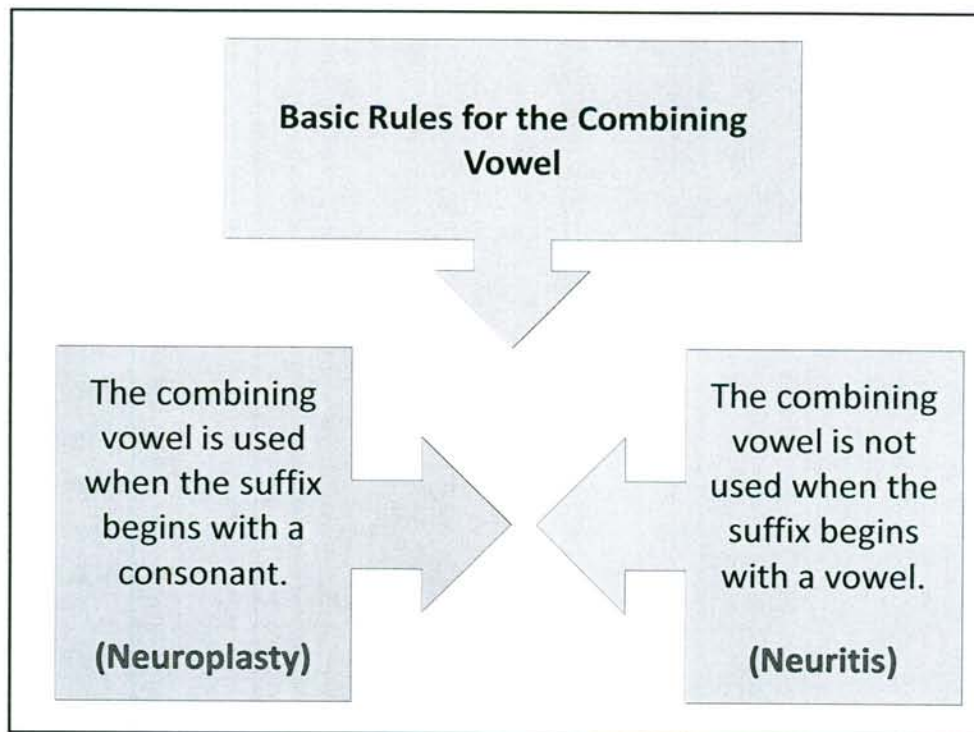 Basic Rules for the Combining
Vowel
The combining
vowel is used
when the suffix
begins with a
consonant.
(Neuroplasty)
The combining
vowel is not
used when the
suffix begins
with a vowel.
(Neuritis)